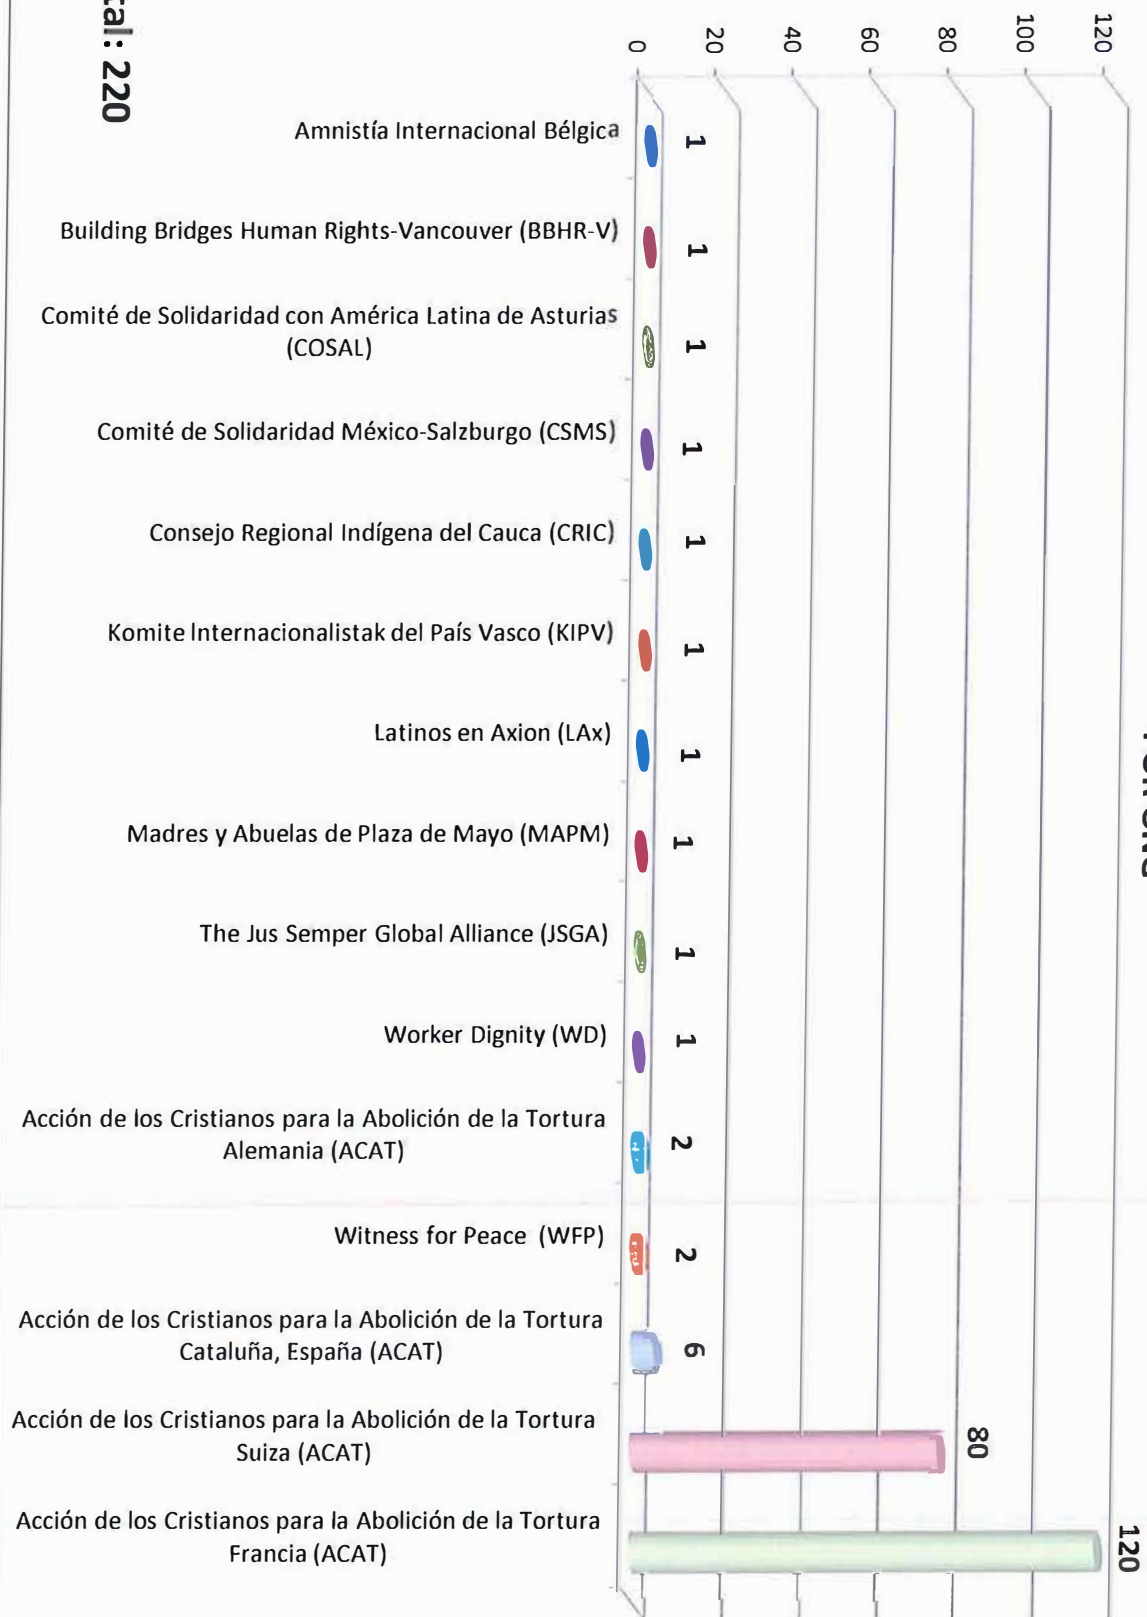 POR ONG
120
100
80
60
40
20
0
1
1
1
1
1
1
1
1
1
1
2
2
6
80
120
Amnistía Internacional Bélgica
Building Bridges Human Rights-Vancouver (BBHR-V)
Comité de Solidaridad con América Latina de Asturias
(COSAL)
Comité de Solidaridad México-Salzburgo (CSMS)
Consejo Regional Indígena del Cauca (CRIC)
Komite Internacionalistak del País Vasco (KIPV)
Latinos en Axion (LAx)
Madres y Abuelas de Plaza de Mayo (MAPM)
The Jus Semper Global Alliance (JSGA)
Worker Dignity (WD)
Acción de los Cristianos para la Abolición de la Tortura
Alemania (ACAT)
Witness for Peace (WFP)
Acción de los Cristianos para la Abolición de la Tortura
Cataluña, España (ACAT)
Acción de los Cristianos para la Abolición de la Tortura
Suiza (ACAT)
Acción de los Cristianos para la Abolición de la Tortura
Francia (ACAT)
tal: 220